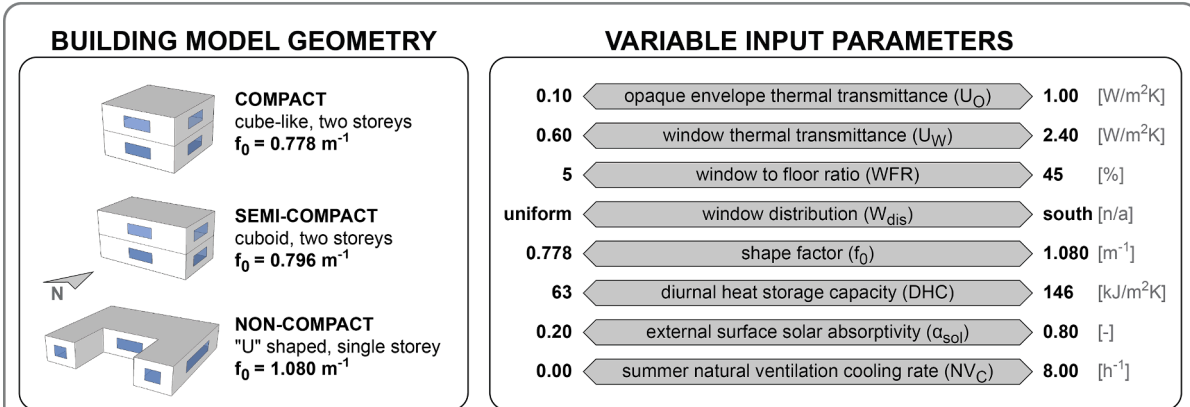 BUILDING MODEL GEOMETRY
COMPACT
cube-like, two storeys
f₀ = 0.778 m⁻¹
SEMI-COMPACT
cuboid, two storeys
f₀ = 0.796 m⁻¹
N
NON-COMPACT
"U" shaped, single storey
f₀ = 1.080 m⁻¹
VARIABLE INPUT PARAMETERS
0.10 opaque envelope thermal transmittance (U_O) 1.00 [W/m²K]
0.60 window thermal transmittance (U_W) 2.40 [W/m²K]
5 window to floor ratio (WFR) 45 [%]
uniform window distribution (W_dis) south [n/a]
0.778 shape factor (f₀) 1.080 [m⁻¹]
63 diurnal heat storage capacity (DHC) 146 [kJ/m²K]
0.20 external surface solar absorptivity (α_sol) 0.80 [-]
0.00 summer natural ventilation cooling rate (NV_C) 8.00 [h⁻¹]